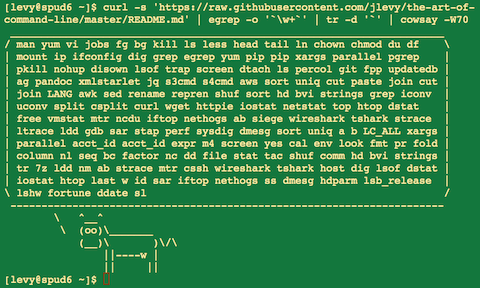 [levy@spud6 ~]$ curl -s 'https://raw.githubusercontent.com/jlevy/the-art-of-
command-line/master/README.md' | egrep -o '`\w+`' | tr -d '`' | cowsay -W70
 _______________________________________________________________________
/ man yum vi jobs fg bg kill ls less head tail ln chown chmod du df \
| mount ip ifconfig dig grep egrep yum pip pip xargs parallel pgrep |
| pkill nohup disown lsof trap screen dtach ls percol git fpp updatedb |
| ag pandoc xmlstarlet jq s3cmd s4cmd aws sort uniq cut paste join cut |
| join LANG awk sed rename repren shuf sort hd bvi strings grep iconv |
| uconv split csplit curl wget httpie iostat netstat top htop dstat |
| free vmstat mtr ncdu iftop nethogs ab siege wireshark tshark strace |
| ltrace ldd gdb sar stap perf sysdig dmesg sort uniq a b LC_ALL xargs |
| parallel acct_id acct_id expr m4 screen yes cal env look fmt pr fold |
| column nl seq bc factor nc dd file stat tac shuf comm hd bvi strings |
| tr 7z ldd nm ab strace mtr cssh wireshark tshark host dig lsof dstat |
| iostat htop last w id sar iftop nethogs ss dmesg hdparm lsb_release |
\ lshw fortune ddate sl /
 -----------------------------------------------------------------------
        \   ^__^
         \  (oo)\_______
            (__)\       )\/\
                ||----w |
                ||     ||
[levy@spud6 ~]$